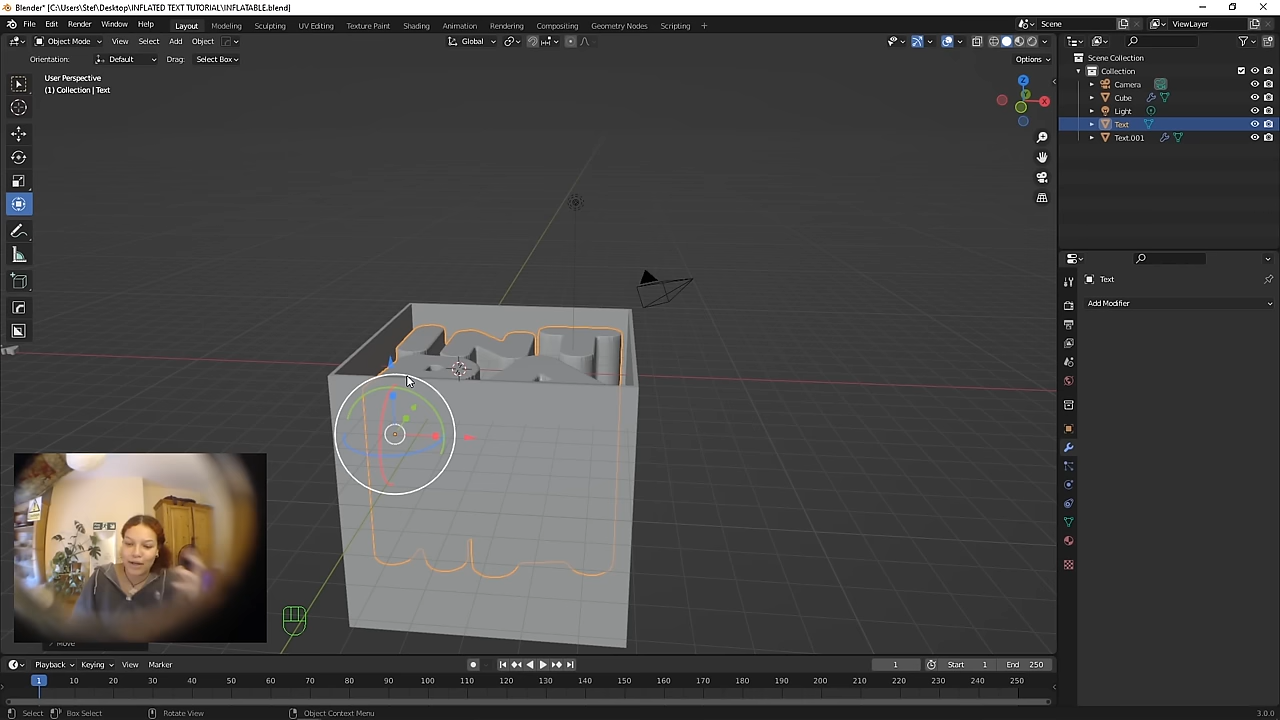 Blender* [C:\Users\Stef\Desktop\INFLATED TEXT TUTORIAL\INFLATABLE.blend]
File Edit Render Window Help Layout Modeling Sculpting UV Editing Texture Paint Shading Animation Rendering Compositing Geometry Nodes Scripting + Scene ViewLayer
Object Mode View Select Add Object Global
Orientation: Default Drag: Select Box Options
User Perspective
(1) Collection | Text
Z
Y
X
Scene Collection
Collection
Camera
Cube
Light
Text
Text.001
Text
Add Modifier
Move
Playback Keying View Marker 1 Start 1 End 250
1 10 20 30 40 50 60 70 80 90 100 110 120 130 140 150 160 170 180 190 200 210 220 230 240 250
Select Box Select Rotate View Object Context Menu 3.0.0